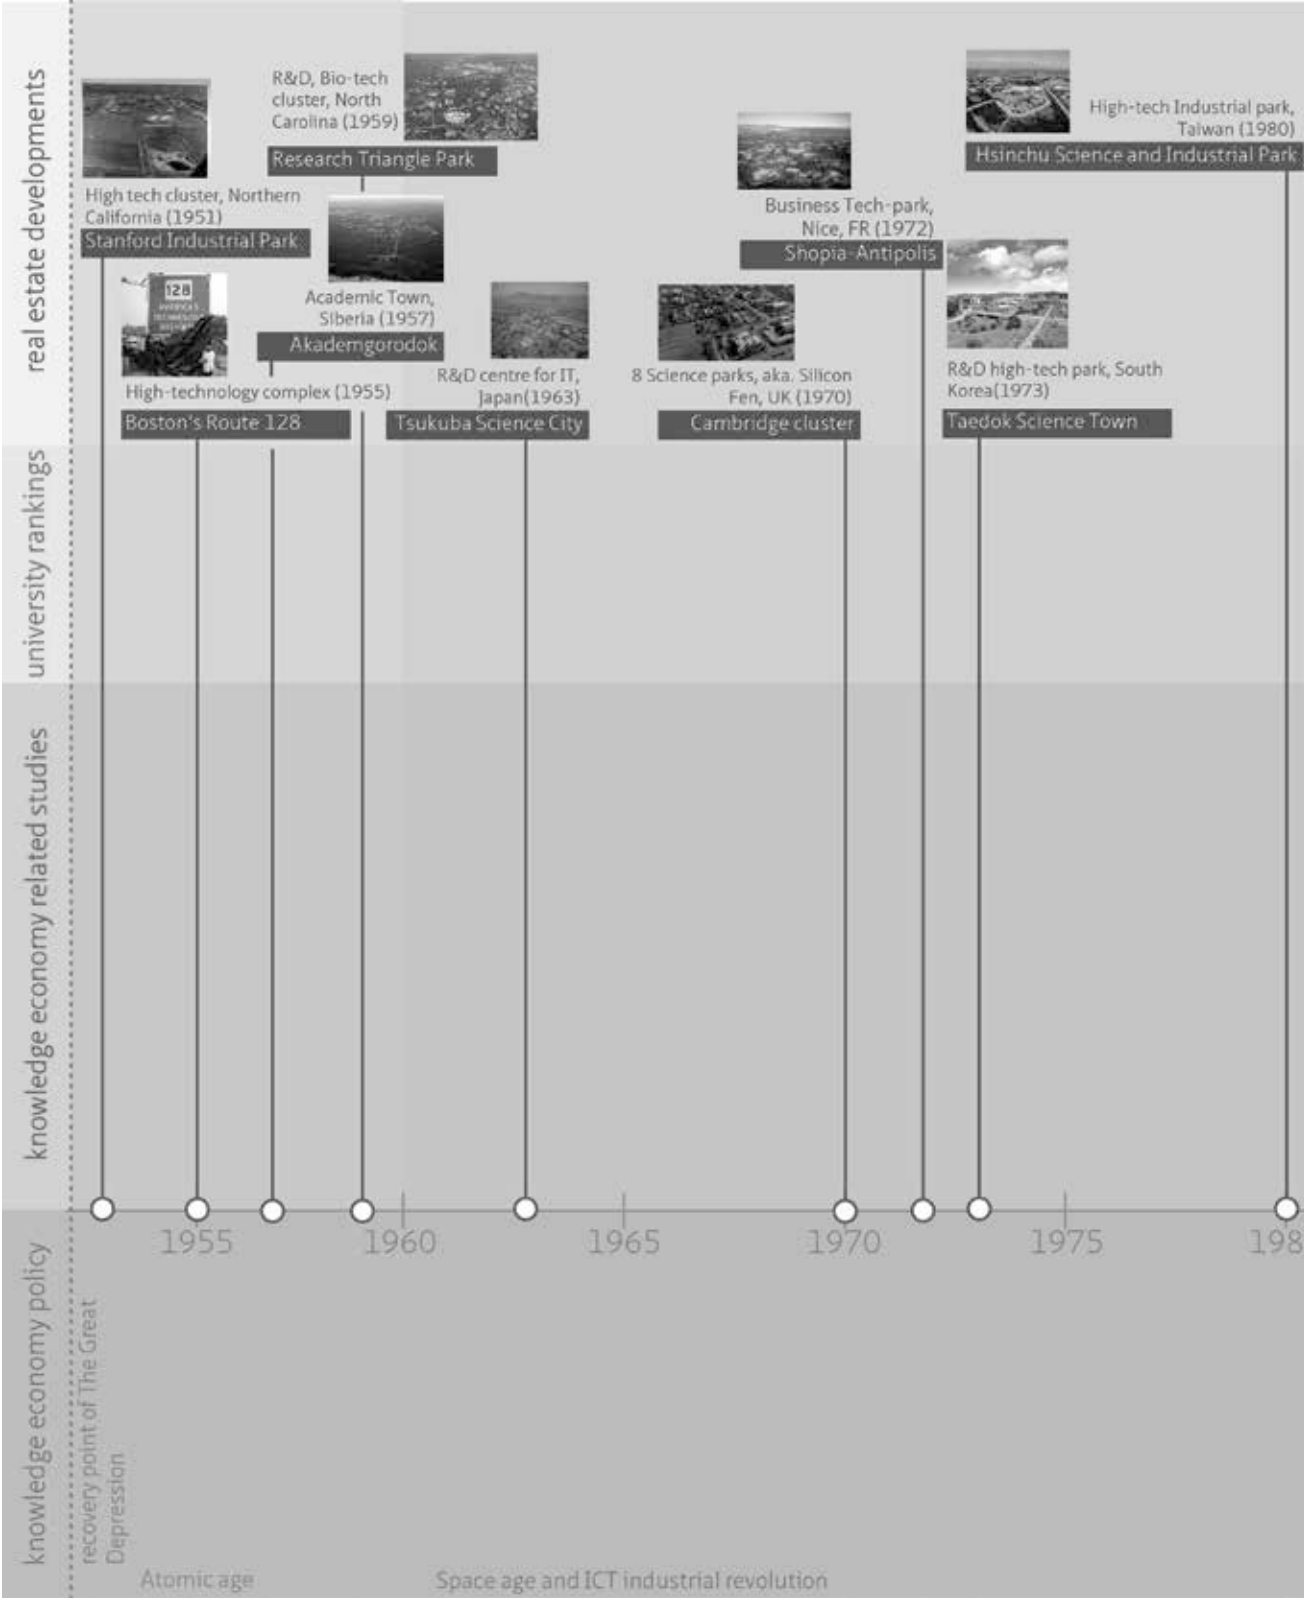 real estate developments
university rankings
knowledge economy related studies
knowledge economy policy
High tech cluster, Northern
California (1951)
Stanford Industrial Park
128
AMERICA'S
TECHNOLOGY
High-technology complex (1955)
Boston's Route 128
R&D, Bio-tech
cluster, North
Carolina (1959)
Research Triangle Park
Academic Town,
Siberia (1957)
Akademgorodok
R&D centre for IT,
Japan(1963)
Tsukuba Science City
8 Science parks, aka. Silicon
Fen, UK (1970)
Cambridge cluster
Business Tech-park,
Nice, FR (1972)
Shopia-Antipolis
R&D high-tech park, South
Korea(1973)
Taedok Science Town
High-tech Industrial park,
Taiwan (1980)
Hsinchu Science and Industrial Park
1955
1960
1965
1970
1975
198
recovery point of The Great
Depression
Atomic age
Space age and ICT industrial revolution